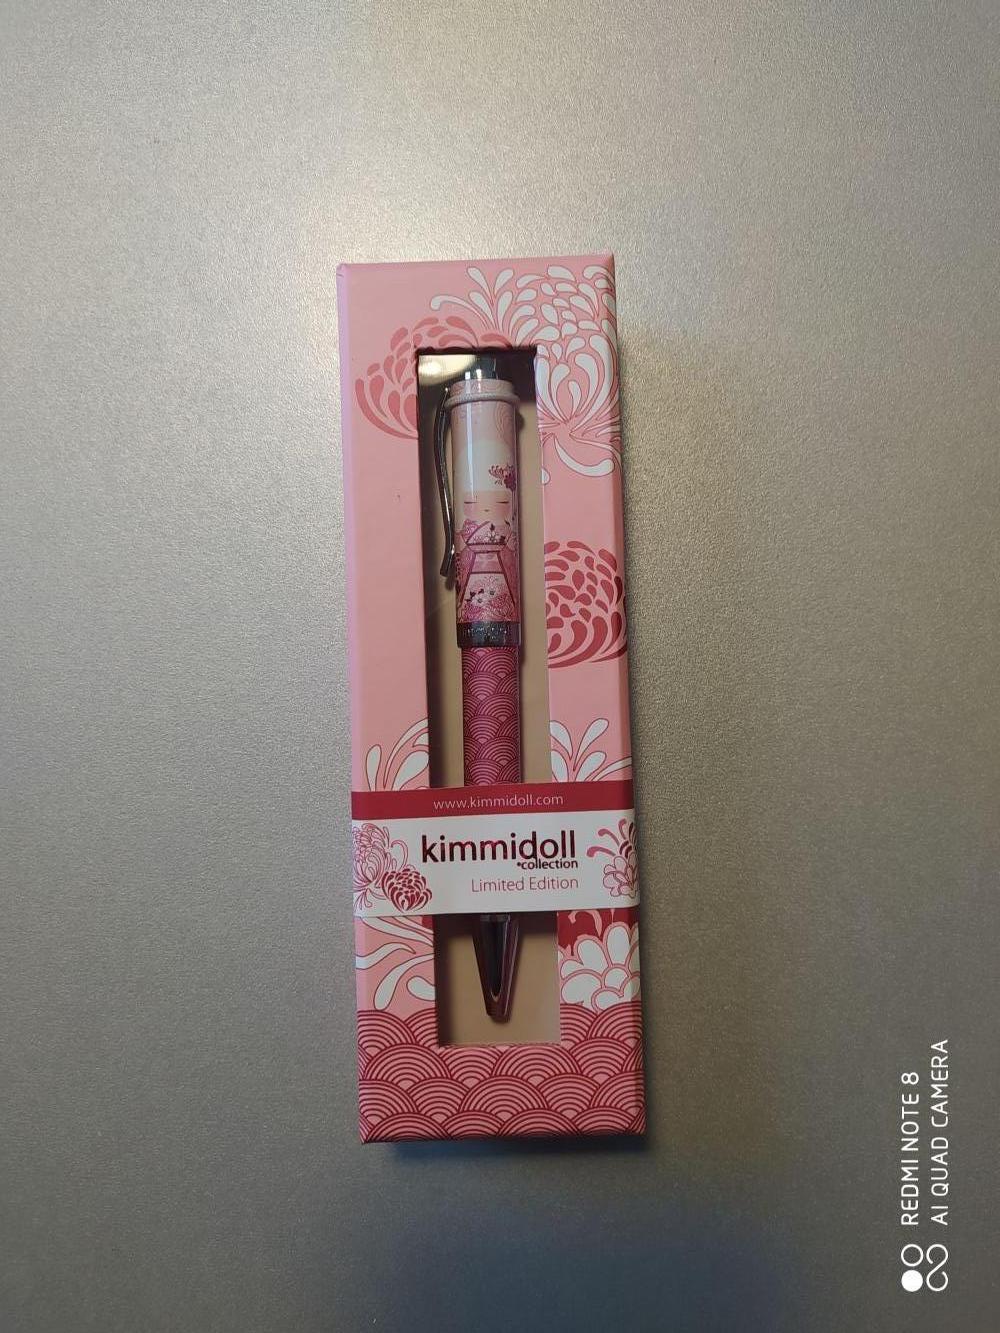 www.kimmidoll.com
kimmidoll
•collection
Limited Edition
REDMI NOTE 8
AI QUAD CAMERA